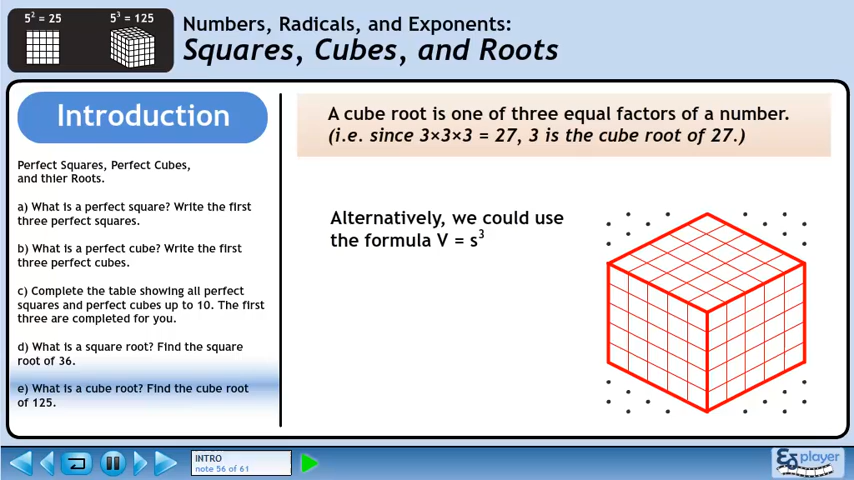 5² = 25
5³ = 125
Numbers, Radicals, and Exponents:
Squares, Cubes, and Roots
Introduction
Perfect Squares, Perfect Cubes,
and thier Roots.
a) What is a perfect square? Write the first
three perfect squares.
b) What is a perfect cube? Write the first
three perfect cubes.
c) Complete the table showing all perfect
squares and perfect cubes up to 10. The first
three are completed for you.
d) What is a square root? Find the square
root of 36.
e) What is a cube root? Find the cube root
of 125.
A cube root is one of three equal factors of a number.
(i.e. since 3×3×3 = 27, 3 is the cube root of 27.)
Alternatively, we could use
the formula V = s³
INTRO
note 56 of 61
player